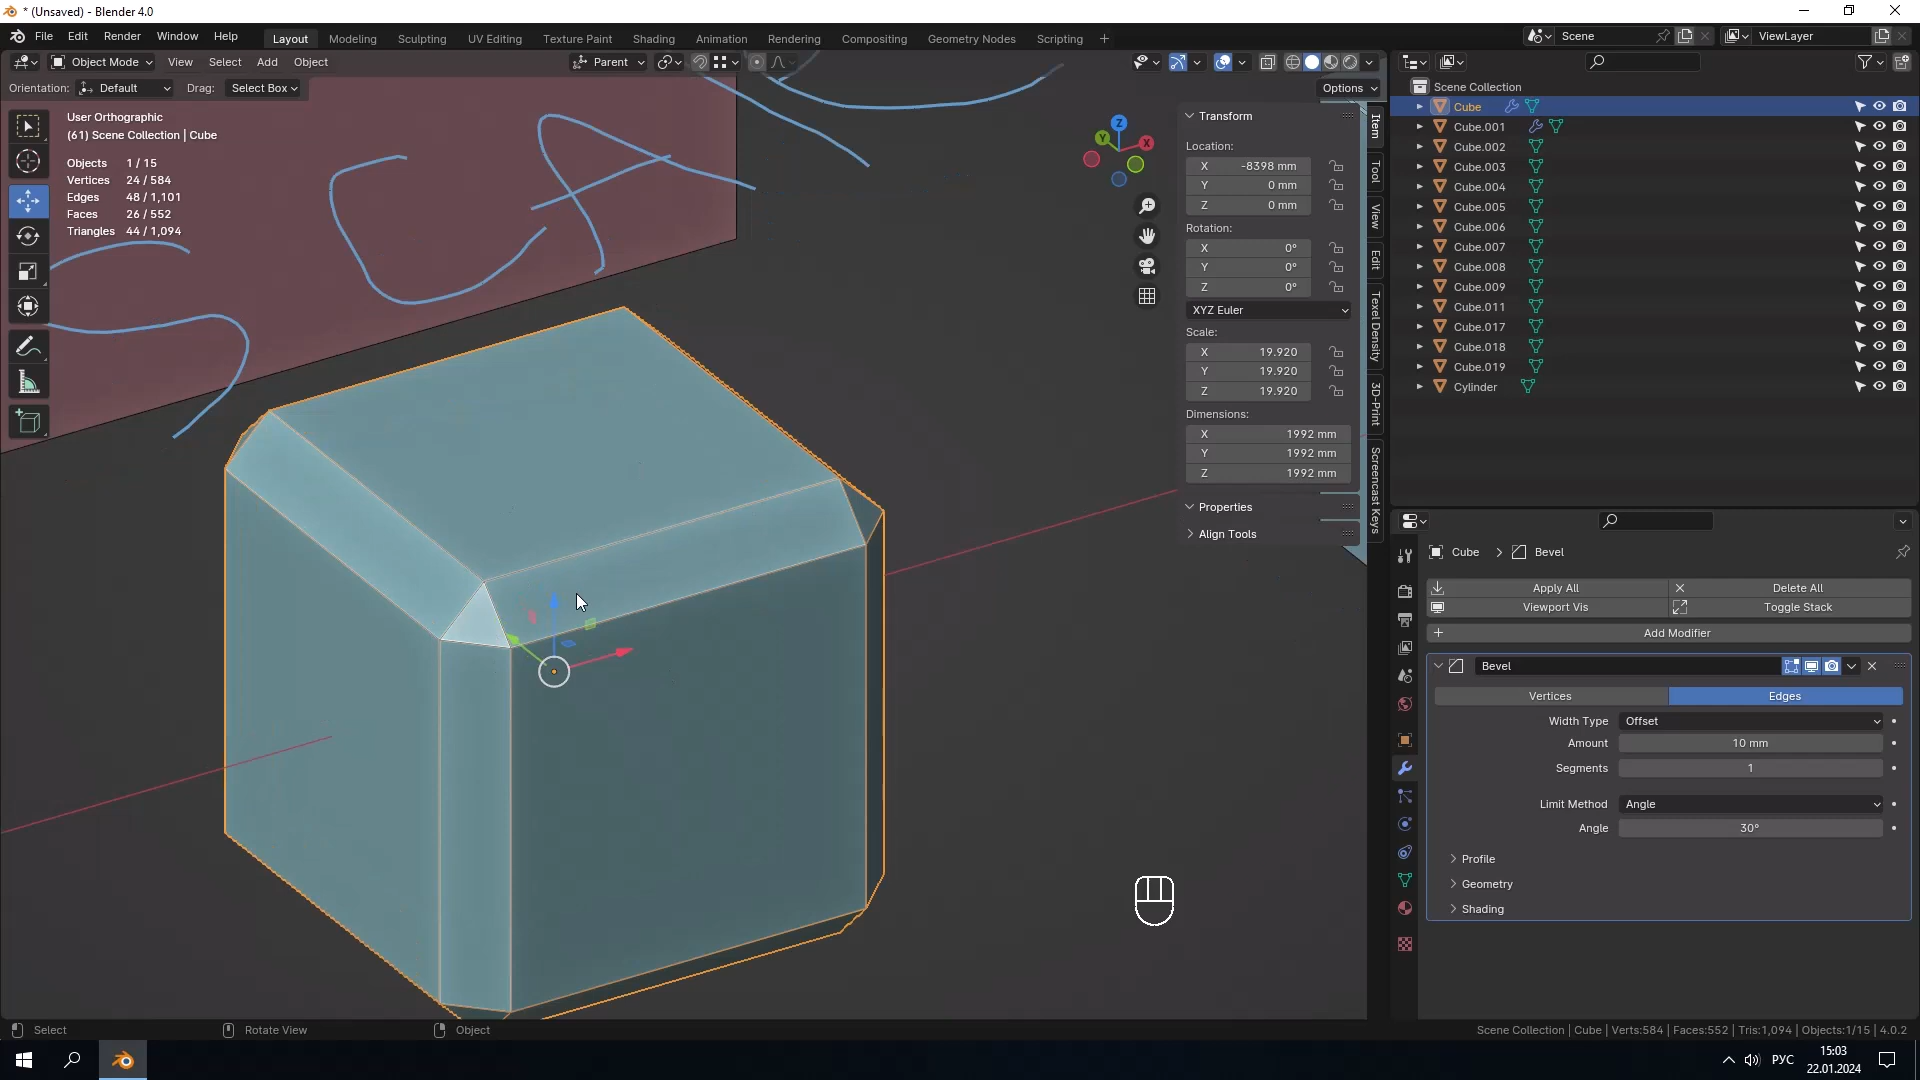 * (Unsaved) - Blender 4.0
File Edit Render Window Help
Layout Modeling Sculpting UV Editing Texture Paint Shading Animation Rendering Compositing Geometry Nodes Scripting +
Scene
ViewLayer
Object Mode View Select Add Object
Parent
Orientation: Default Drag: Select Box
Options
User Orthographic
(61) Scene Collection | Cube
Objects 1 / 15
Vertices 24 / 584
Edges 48 / 1,101
Faces 26 / 552
Triangles 44 / 1,094
Z
Y
X
Transform
Location:
X -8398 mm
Y 0 mm
Z 0 mm
Rotation:
X 0°
Y 0°
Z 0°
XYZ Euler
Scale:
X 19.920
Y 19.920
Z 19.920
Dimensions:
X 1992 mm
Y 1992 mm
Z 1992 mm
Properties
Align Tools
Item
Tool
View
Edit
Texel Density
3D-Print
Screencast Keys
Scene Collection
Cube
Cube.001
Cube.002
Cube.003
Cube.004
Cube.005
Cube.006
Cube.007
Cube.008
Cube.009
Cube.011
Cube.017
Cube.018
Cube.019
Cylinder
Cube > Bevel
Apply All Delete All
Viewport Vis Toggle Stack
Add Modifier
Bevel
Vertices Edges
Width Type Offset
Amount 10 mm
Segments 1
Limit Method Angle
Angle 30°
Profile
Geometry
Shading
Select Rotate View Object
Scene Collection | Cube | Verts:584 | Faces:552 | Tris:1,094 | Objects:1/15 | 4.0.2
РУС
15:03
22.01.2024